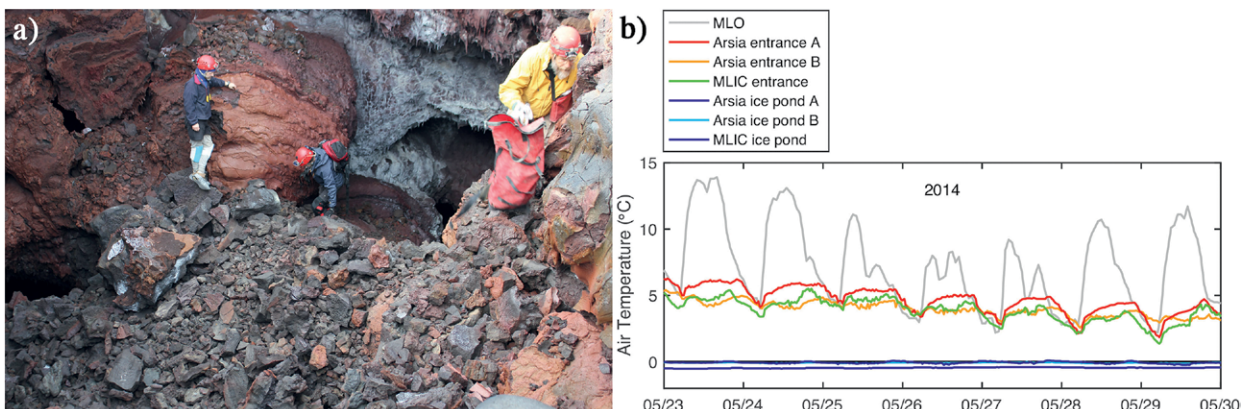 a)
b)
MLO
Arsia entrance A
Arsia entrance B
MLIC entrance
Arsia ice pond A
Arsia ice pond B
MLIC ice pond
15
2014
10
Air Temperature (°C)
5
0
05/23 05/24 05/25 05/26 05/27 05/28 05/29 05/30